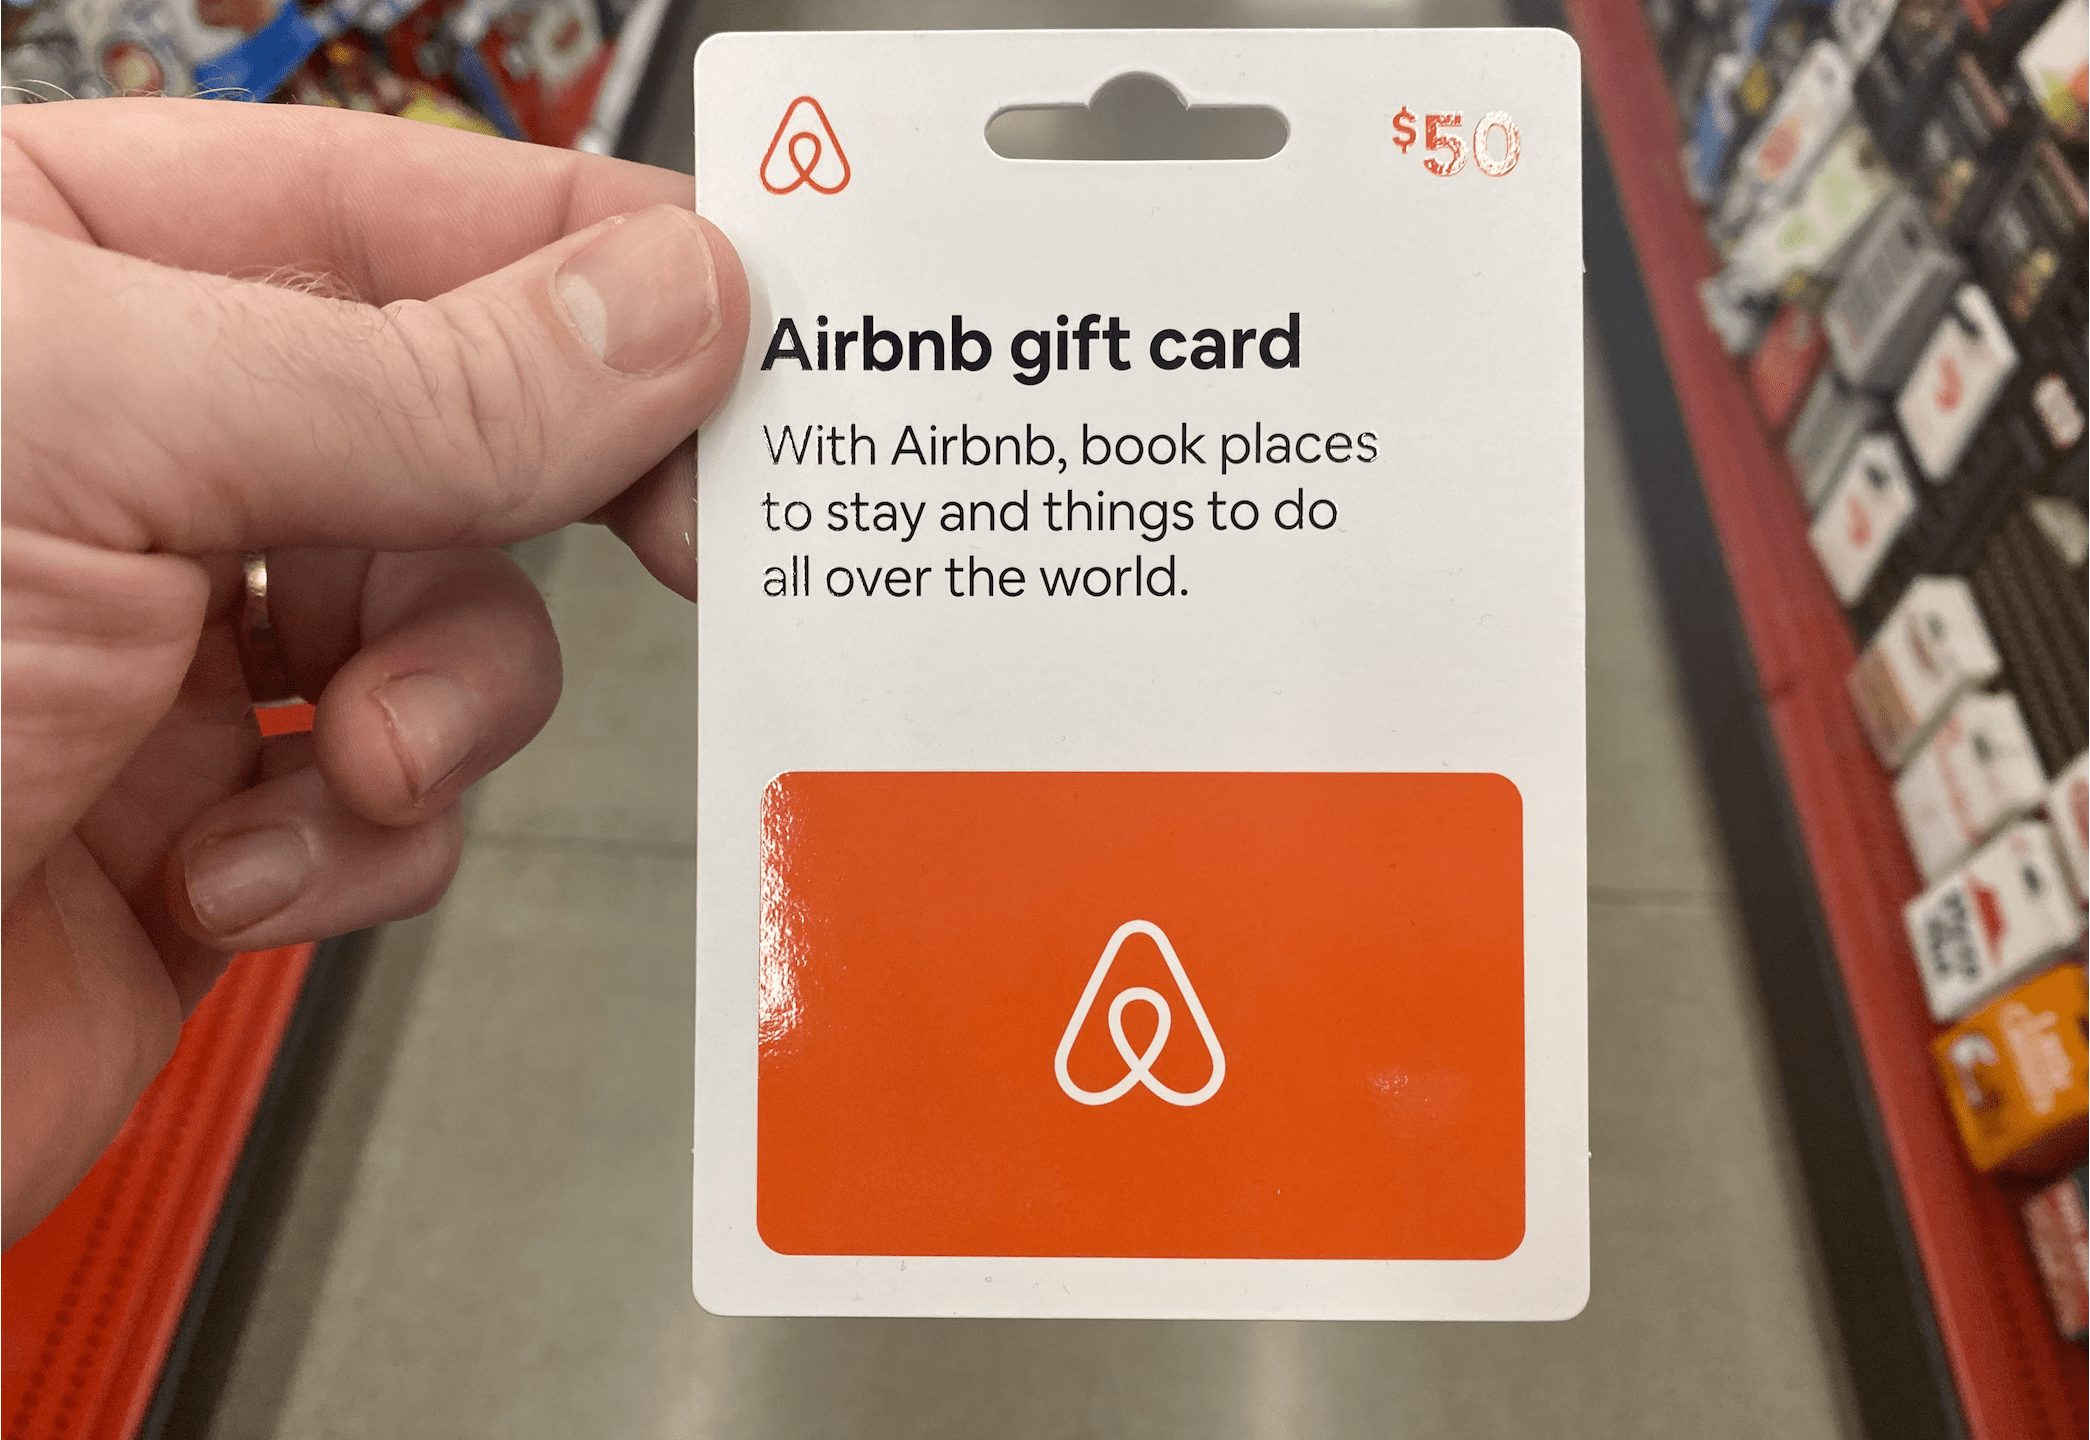 $50
Airbnb gift card
With Airbnb, book places
to stay and things to do
all over the world.